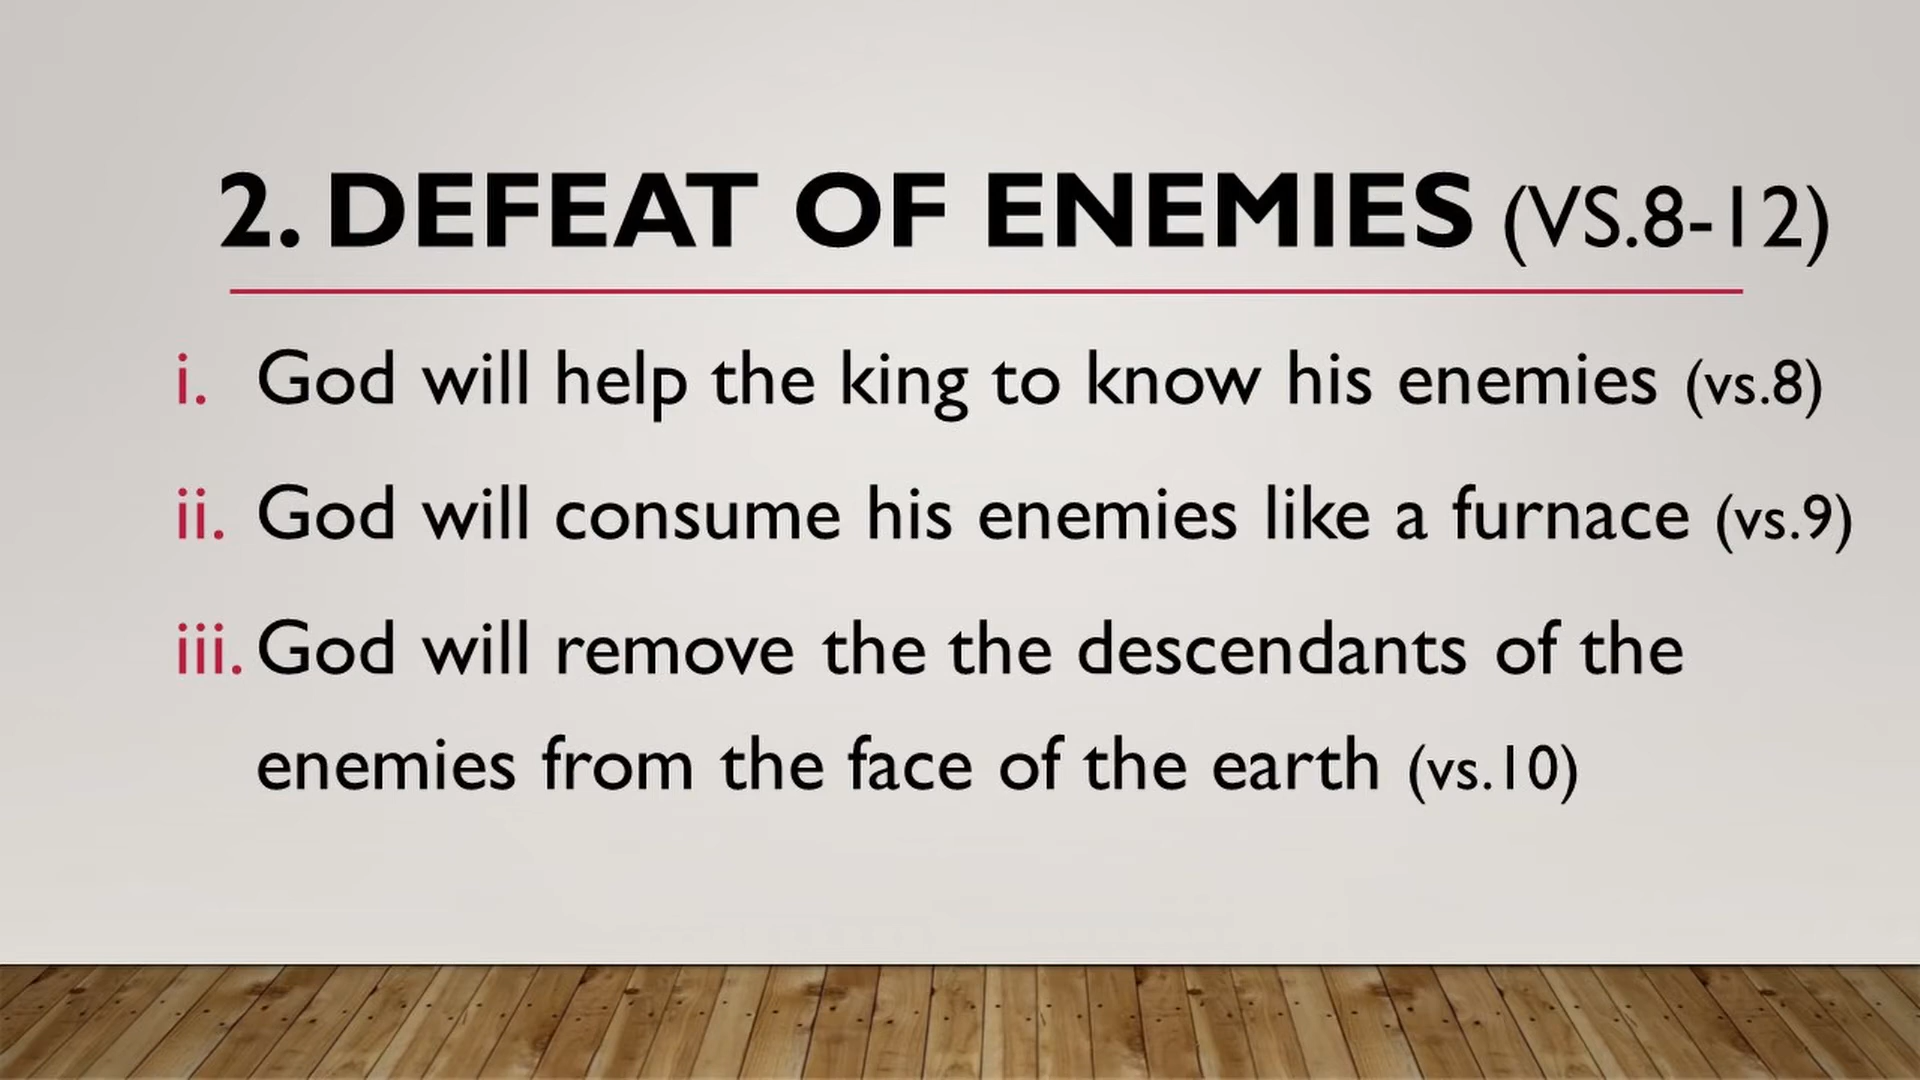 2. DEFEAT OF ENEMIES (VS.8-12)
i. God will help the king to know his enemies (vs.8)
ii. God will consume his enemies like a furnace (vs.9)
iii. God will remove the the descendants of the
enemies from the face of the earth (vs.10)